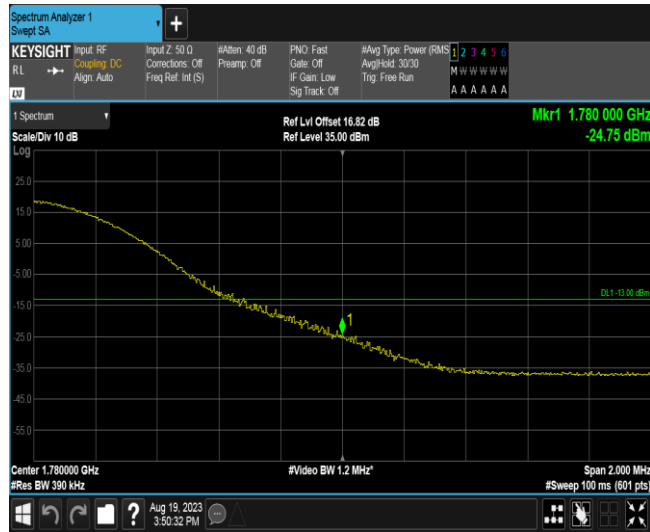 Spectrum Analyzer 1
Swept SA
KEYSIGHT
RL
LXI
Input: RF
Coupling: DC
Align: Auto
Input Z: 50 Ω
Corrections: Off
Freq Ref: Int (S)
#Atten: 40 dB
Preamp: Off
PNO: Fast
Gate: Off
IF Gain: Low
Sig Track: Off
#Avg Type: Power (RMS
Avg|Hold: 30/30
Trig: Free Run
1 2 3 4 5 6
M W W W W W
A A A A A A
1 Spectrum
Scale/Div 10 dB
Log
Ref Lvl Offset 16.82 dB
Ref Level 35.00 dBm
Mkr1 1.780 000 GHz
-24.75 dBm
25.0
15.0
5.00
-5.00
-15.0
-25.0
-35.0
-45.0
-55.0
DL1 -13.00 dBm
1
Center 1.780000 GHz
#Res BW 390 kHz
#Video BW 1.2 MHz*
Span 2.000 MHz
#Sweep 100 ms (601 pts)
?
Aug 19, 2023
3:50:32 PM